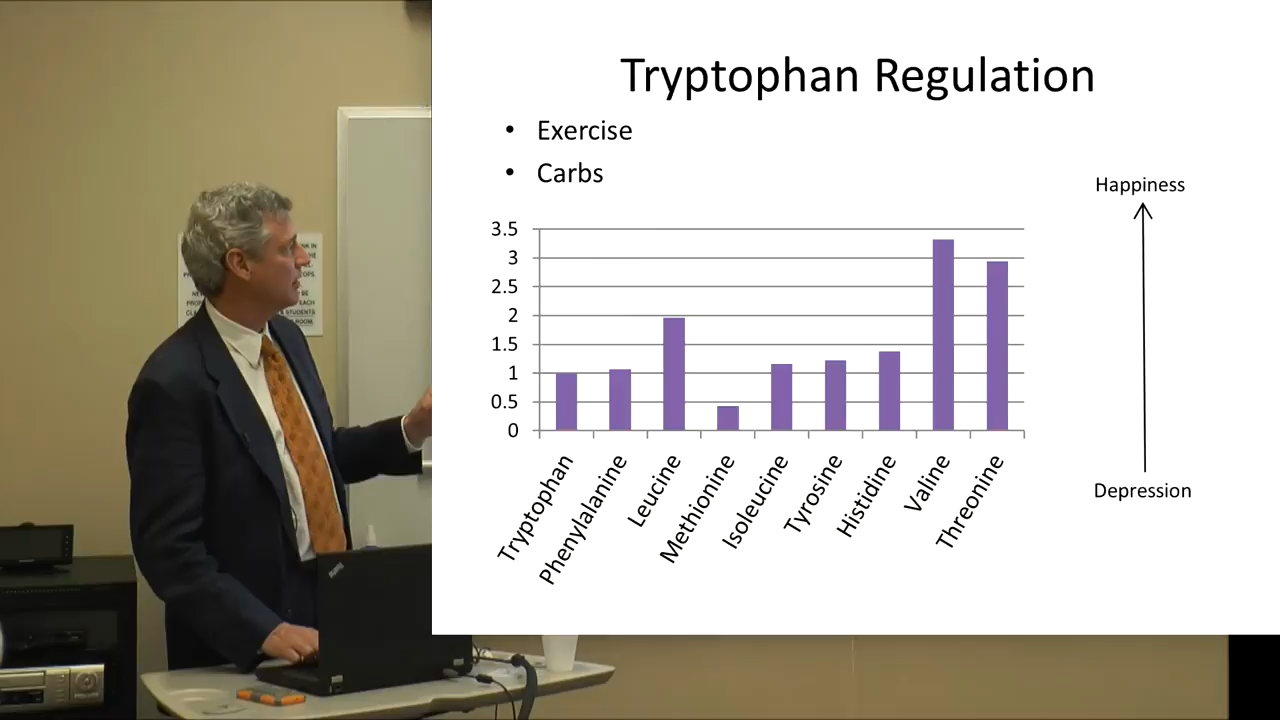 Tryptophan Regulation
• Exercise
• Carbs
Happiness
3.5
3
2.5
2
1.5
1
0.5
0
Tryptophan
Phenylalanine
Leucine
Methionine
Isoleucine
Tyrosine
Histidine
Valine
Threonine
Depression
ROOM